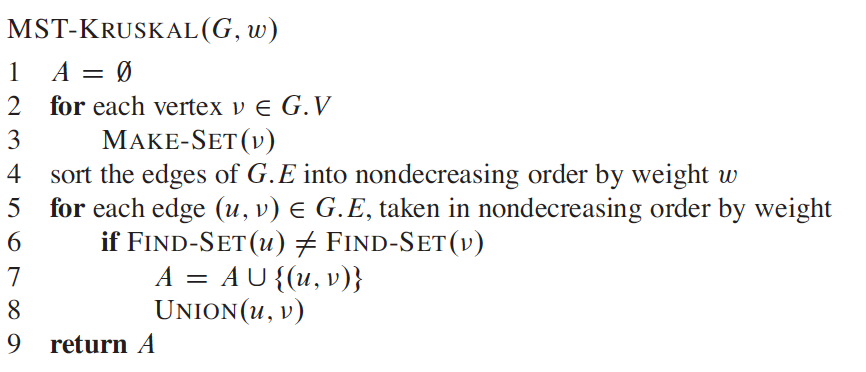 MST-KRUSKAL(G, w)
1 A = ∅
2 for each vertex v ∈ G.V
3 MAKE-SET(v)
4 sort the edges of G.E into nondecreasing order by weight w
5 for each edge (u, v) ∈ G.E, taken in nondecreasing order by weight
6 if FIND-SET(u) ≠ FIND-SET(v)
7 A = A ∪ {(u, v)}
8 UNION(u, v)
9 return A